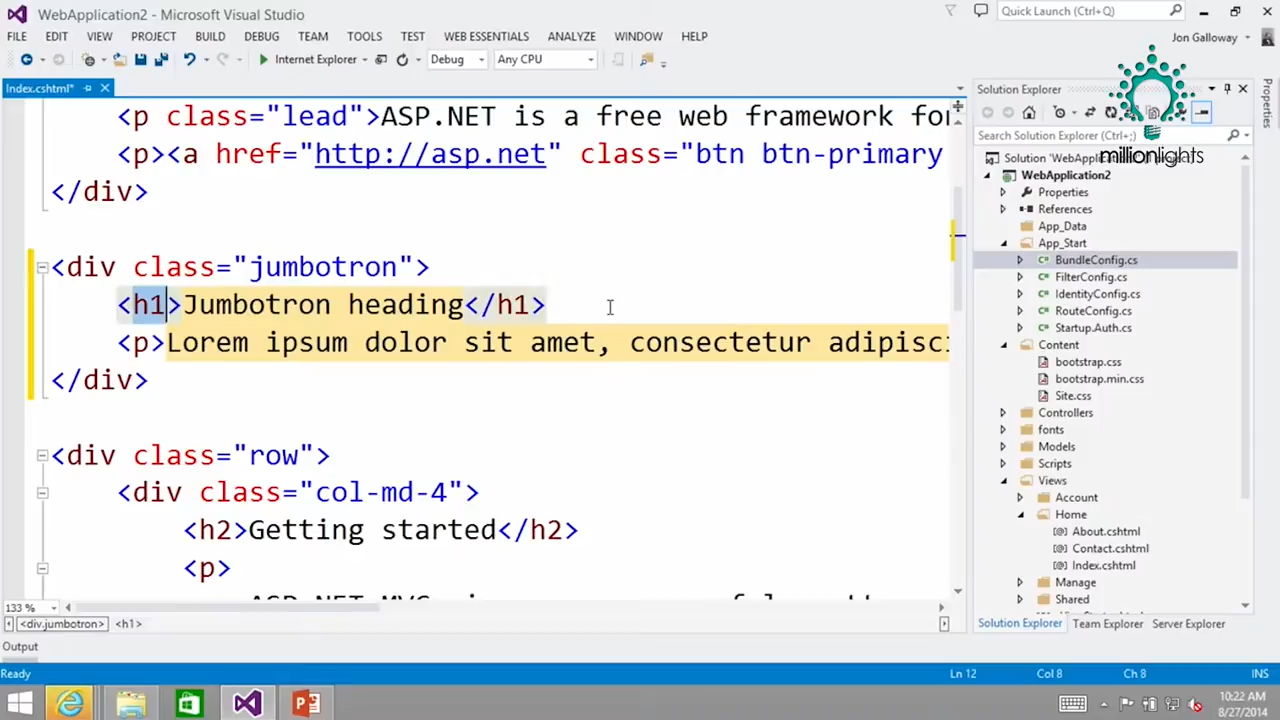 WebApplication2 - Microsoft Visual Studio
Quick Launch (Ctrl+Q)
FILE EDIT VIEW PROJECT BUILD DEBUG TEAM TOOLS TEST WEB ESSENTIALS ANALYZE WINDOW HELP
Jon Galloway
Internet Explorer
Debug
Any CPU
Index.cshtml*
<p class="lead">ASP.NET is a free web framework for
<p><a href="http://asp.net" class="btn btn-primary
</div>
<div class="jumbotron">
<h1>Jumbotron heading</h1>
<p>Lorem ipsum dolor sit amet, consectetur adipisci
</div>
<div class="row">
<div class="col-md-4">
<h2>Getting started</h2>
<p>
133 %
<div.jumbotron> <h1>
Output
Ready
Ln 12 Col 8 Ch 8 INS
Solution Explorer
Search Solution Explorer (Ctrl+;)
millionlights
Solution 'WebApplication2'
WebApplication2
Properties
References
App_Data
App_Start
BundleConfig.cs
FilterConfig.cs
IdentityConfig.cs
RouteConfig.cs
Startup.Auth.cs
Content
bootstrap.css
bootstrap.min.css
Site.css
Controllers
fonts
Models
Scripts
Views
Account
Home
About.cshtml
Contact.cshtml
Index.cshtml
Manage
Shared
Solution Explorer Team Explorer Server Explorer
Properties
10:22 AM
8/27/2014